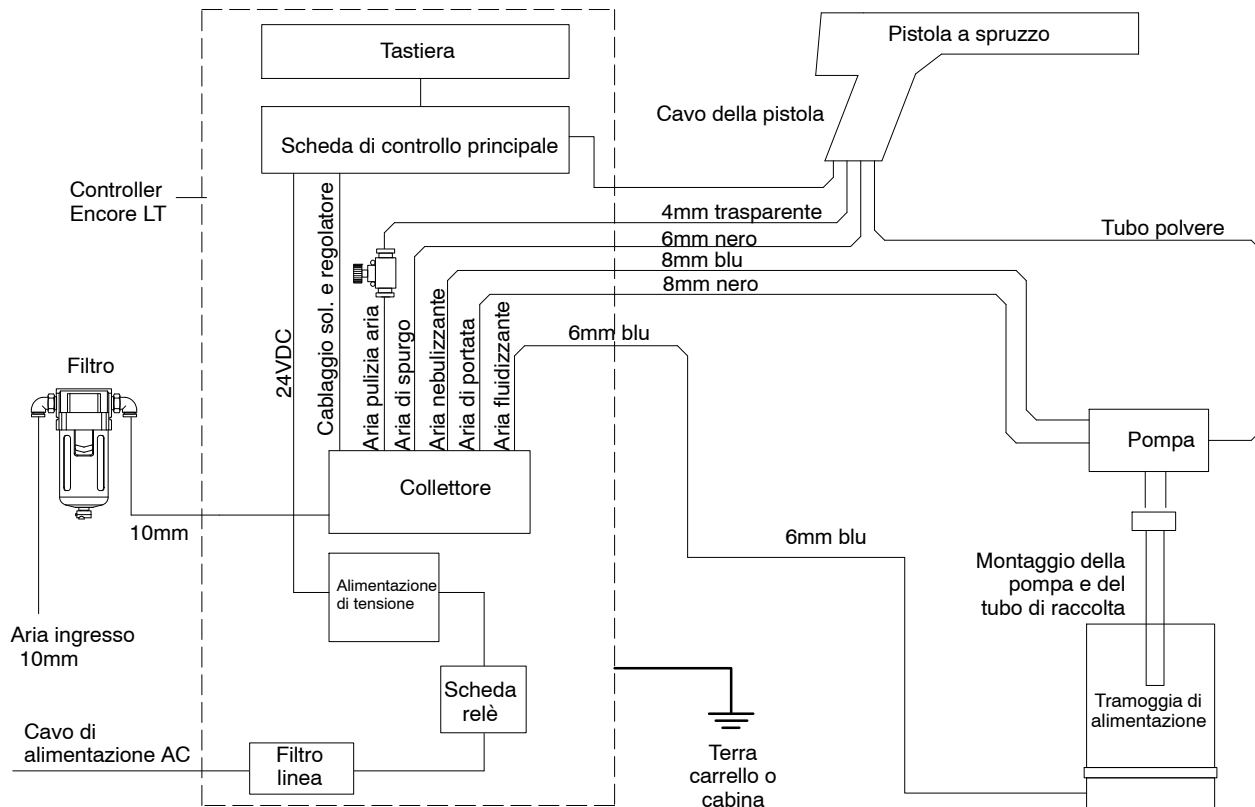 Tastiera
Pistola a spruzzo
Cavo della pistola
Scheda di controllo principale
Controller
Encore LT
4mm trasparente
6mm nero
8mm blu
8mm nero
Tubo polvere
24VDC
Cablaggio sol. e regolatore
Aria pulizia aria
Aria di spurgo
Aria nebulizzante
Aria di portata
Aria fluidizzante
6mm blu
Filtro
Pompa
Collettore
10mm
6mm blu
Montaggio della
pompa e del
tubo di raccolta
Alimentazione
di tensione
Aria ingresso
10mm
Scheda
relè
Tramoggia di
alimentazione
Cavo di
alimentazione AC
Filtro
linea
Terra
carrello o
cabina